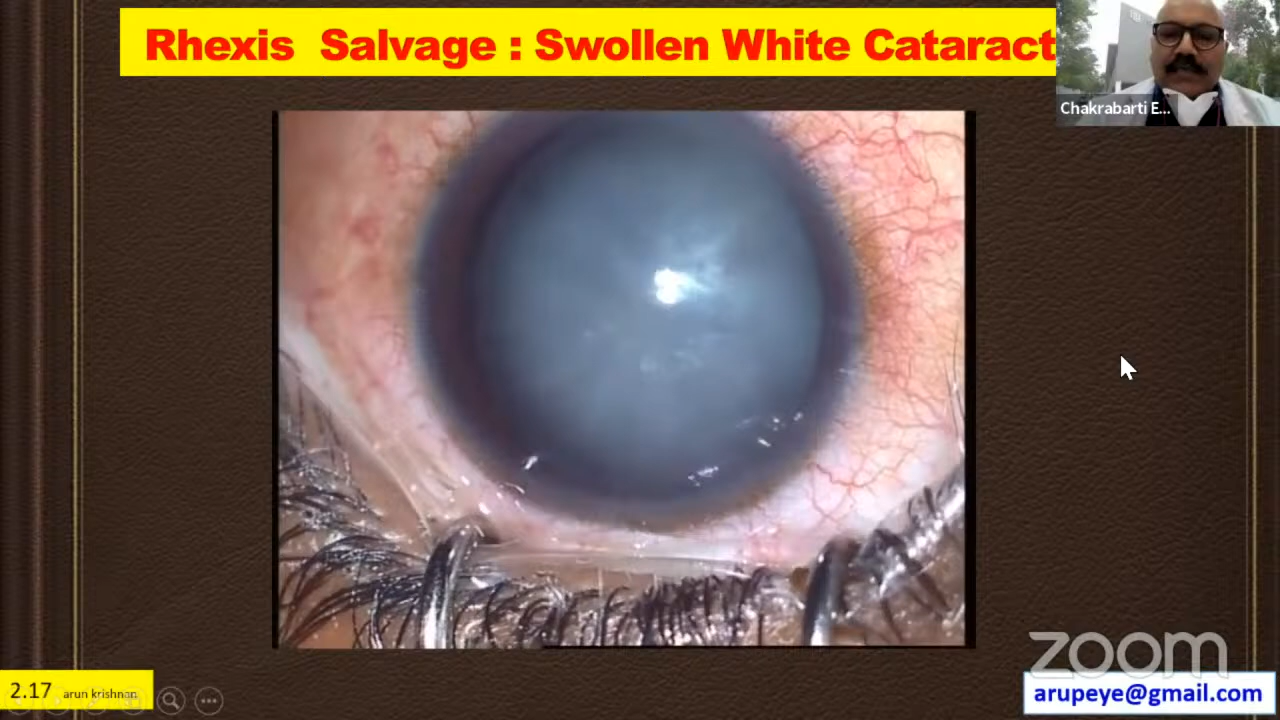 Rhexis Salvage : Swollen White Cataract
Chakrabarti E...
zoom
2.17 arun krishnan
arupeye@gmail.com